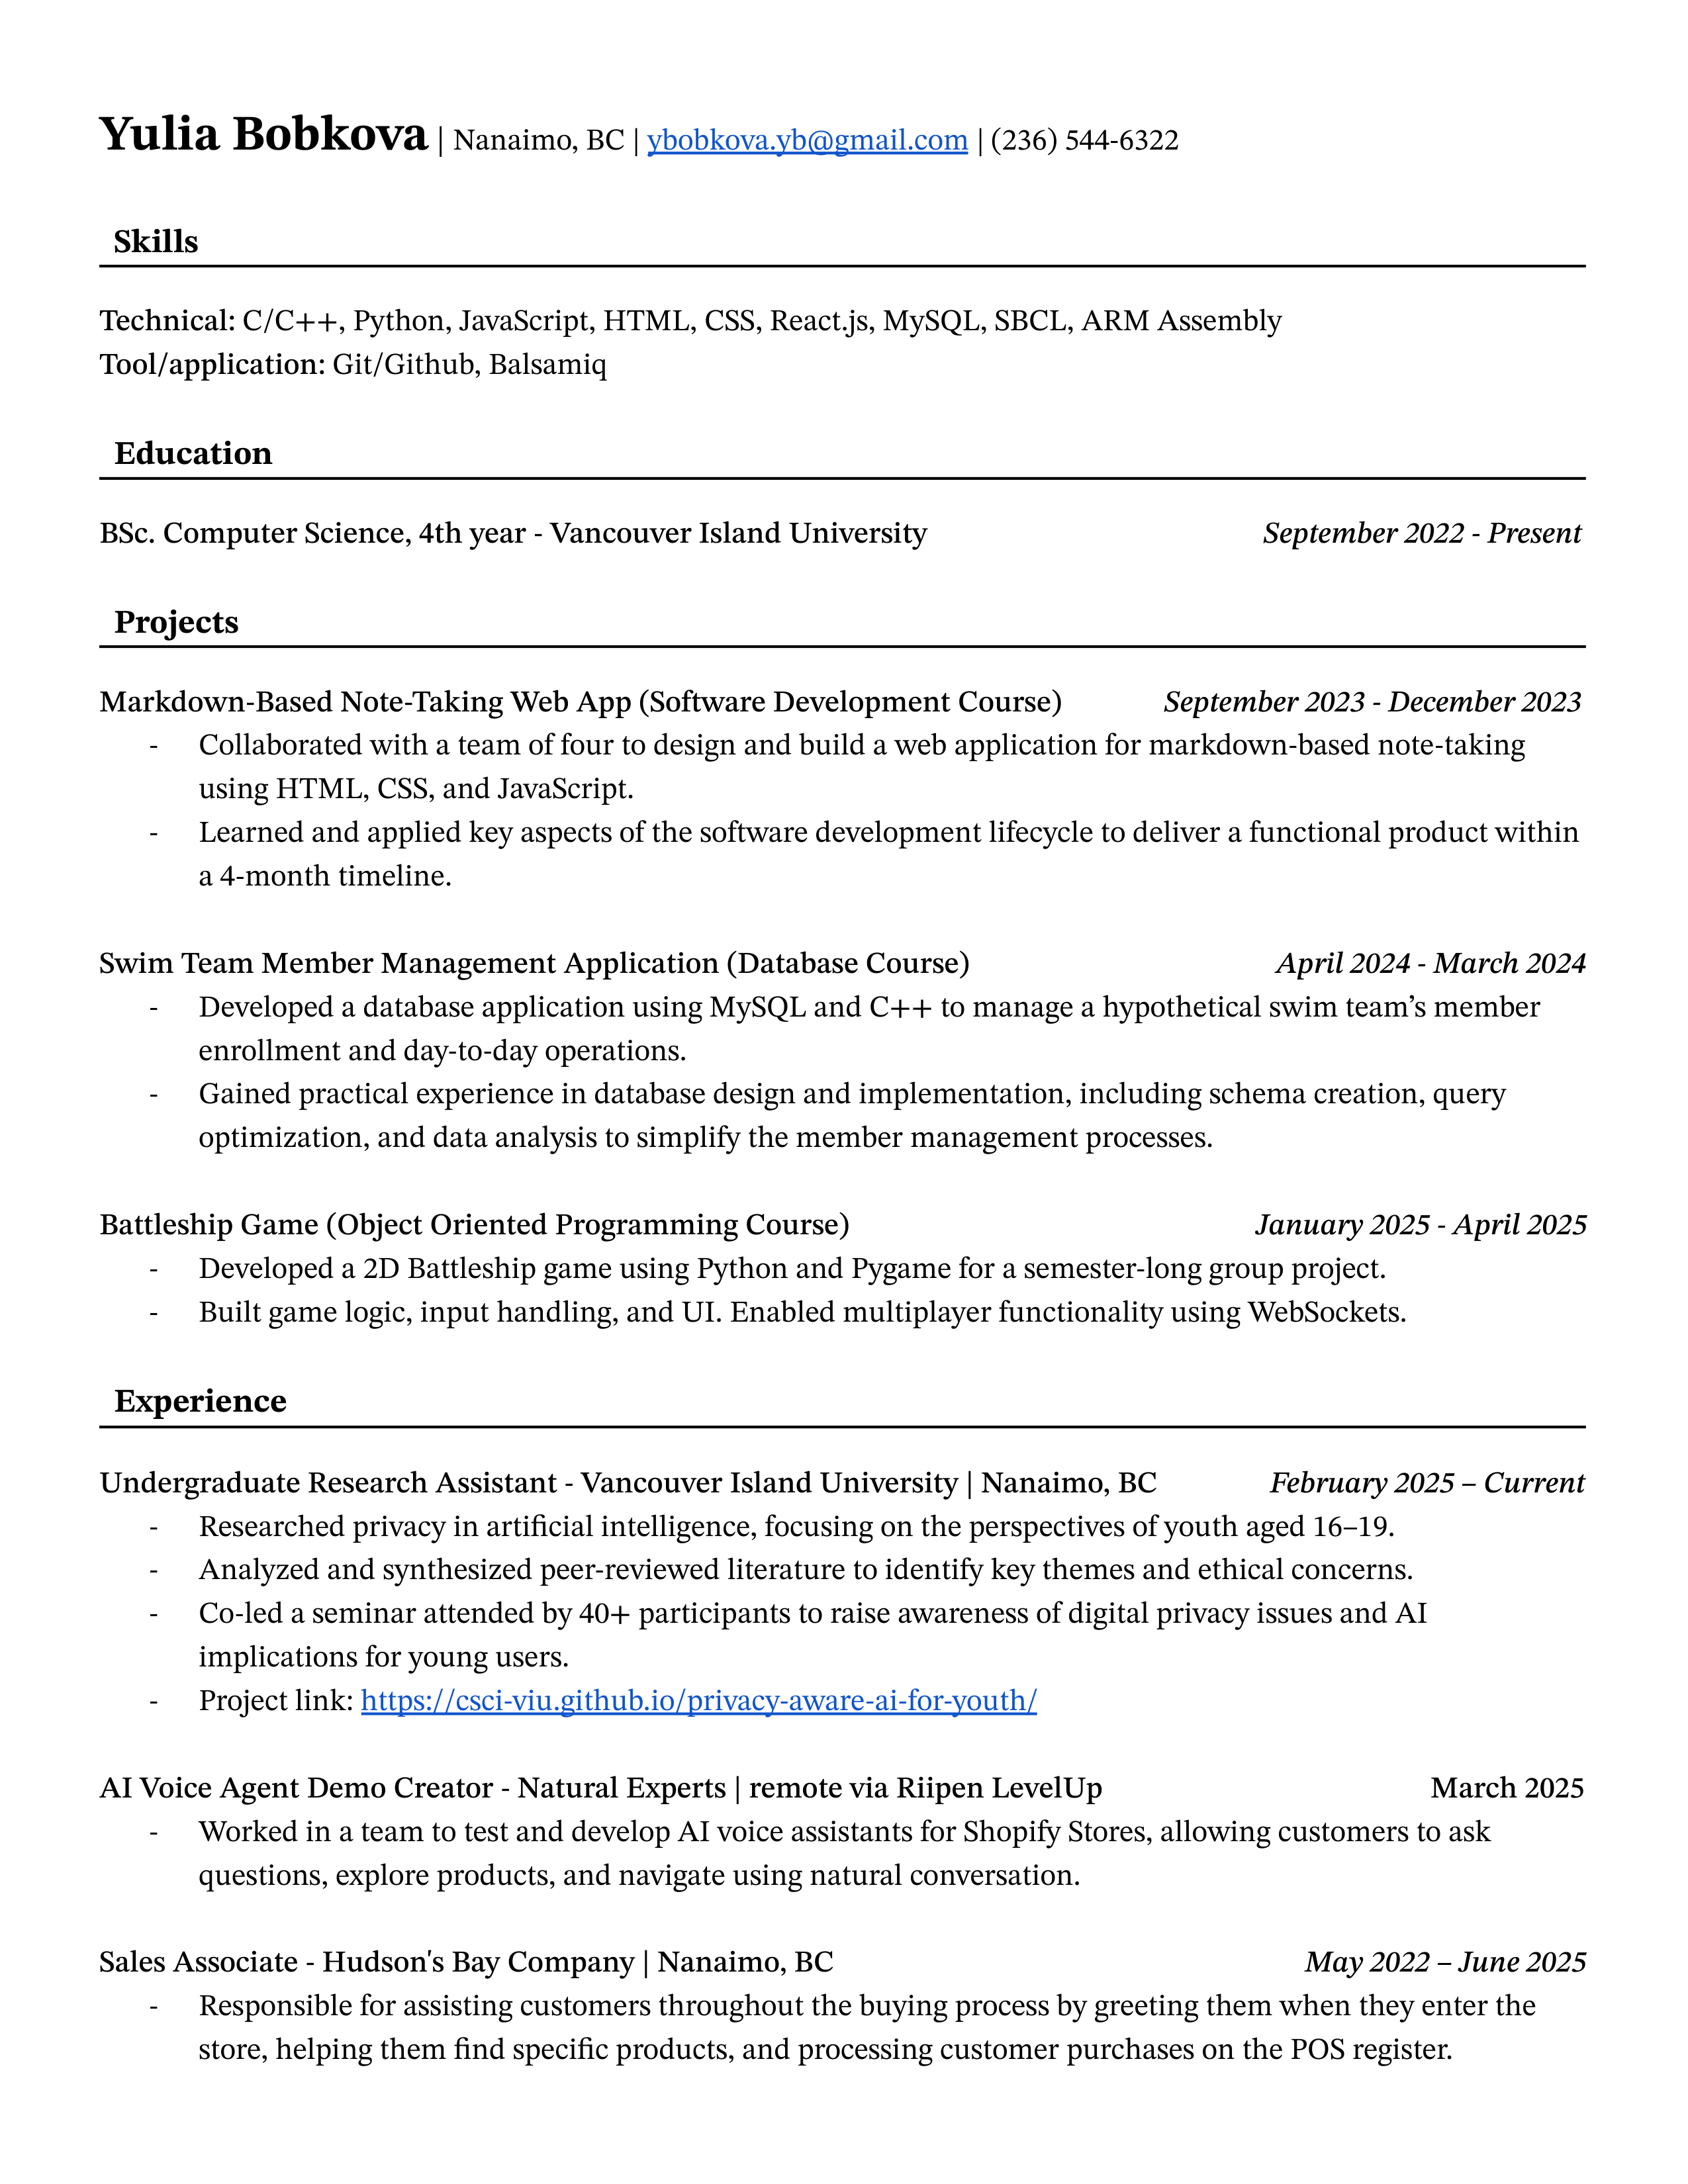 Yulia Bobkova | Nanaimo, BC | ybobkova.yb@gmail.com | (236) 544-6322
Skills
Technical: C/C++, Python, JavaScript, HTML, CSS, React.js, MySQL, SBCL, ARM Assembly
Tool/application: Git/Github, Balsamiq
Education
BSc. Computer Science, 4th year - Vancouver Island University September 2022 - Present
Projects
Markdown-Based Note-Taking Web App (Software Development Course) September 2023 - December 2023
- Collaborated with a team of four to design and build a web application for markdown-based note-taking
using HTML, CSS, and JavaScript.
- Learned and applied key aspects of the software development lifecycle to deliver a functional product within
a 4-month timeline.
Swim Team Member Management Application (Database Course) April 2024 - March 2024
- Developed a database application using MySQL and C++ to manage a hypothetical swim team’s member
enrollment and day-to-day operations.
- Gained practical experience in database design and implementation, including schema creation, query
optimization, and data analysis to simplify the member management processes.
Battleship Game (Object Oriented Programming Course) January 2025 - April 2025
- Developed a 2D Battleship game using Python and Pygame for a semester-long group project.
- Built game logic, input handling, and UI. Enabled multiplayer functionality using WebSockets.
Experience
Undergraduate Research Assistant - Vancouver Island University | Nanaimo, BC February 2025 – Current
- Researched privacy in artificial intelligence, focusing on the perspectives of youth aged 16–19.
- Analyzed and synthesized peer-reviewed literature to identify key themes and ethical concerns.
- Co-led a seminar attended by 40+ participants to raise awareness of digital privacy issues and AI
implications for young users.
- Project link: https://csci-viu.github.io/privacy-aware-ai-for-youth/
AI Voice Agent Demo Creator - Natural Experts | remote via Riipen LevelUp March 2025
- Worked in a team to test and develop AI voice assistants for Shopify Stores, allowing customers to ask
questions, explore products, and navigate using natural conversation.
Sales Associate - Hudson's Bay Company | Nanaimo, BC May 2022 – June 2025
- Responsible for assisting customers throughout the buying process by greeting them when they enter the
store, helping them find specific products, and processing customer purchases on the POS register.